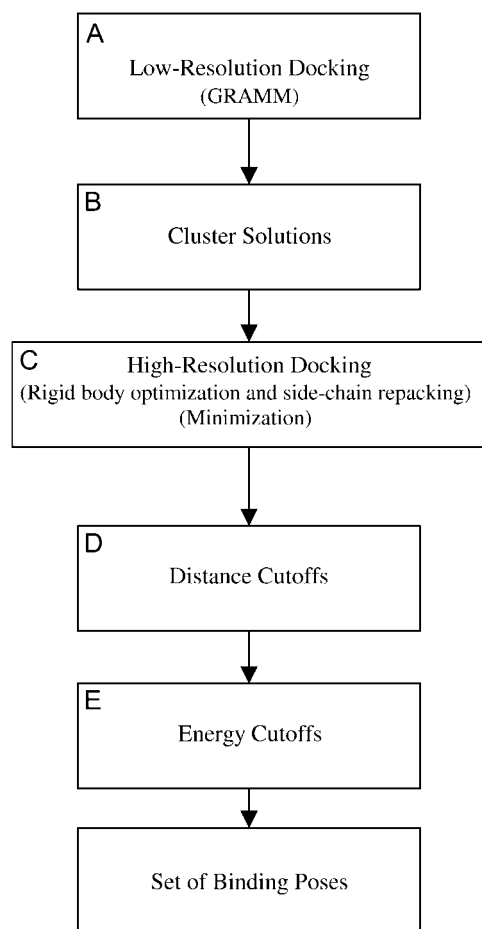 A
Low-Resolution Docking
(GRAMM)
B
Cluster Solutions
C
High-Resolution Docking
(Rigid body optimization and side-chain repacking)
(Minimization)
D
Distance Cutoffs
E
Energy Cutoffs
Set of Binding Poses